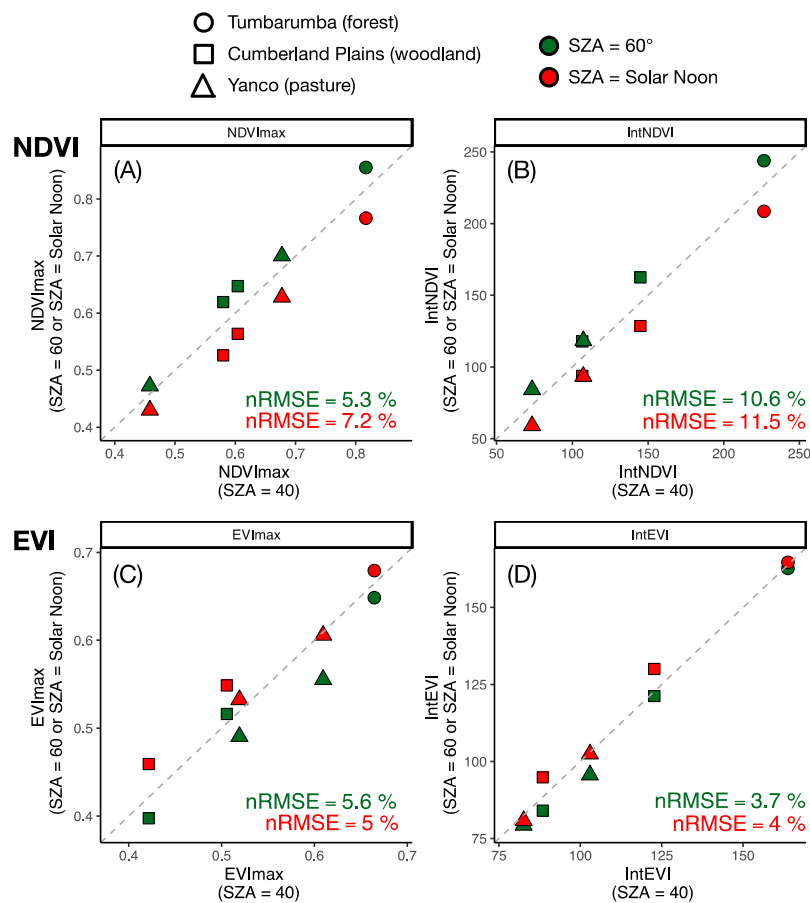 Tumbarumba (forest)
Cumberland Plains (woodland)
Yanco (pasture)
SZA = 60°
SZA = Solar Noon
NDVI
NDVImax
(A)
0.8
0.7
0.6
0.5
0.4
NDVImax
(SZA = 60 or SZA = Solar Noon)
nRMSE = 5.3 %
nRMSE = 7.2 %
0.4 0.5 0.6 0.7 0.8
NDVImax
(SZA = 40)
IntNDVI
(B)
250
200
150
100
50
IntNDVI
(SZA = 60 or SZA = Solar Noon)
nRMSE = 10.6 %
nRMSE = 11.5 %
50 100 150 200 250
IntNDVI
(SZA = 40)
EVI
EVImax
(C)
0.7
0.6
0.5
0.4
EVImax
(SZA = 60 or SZA = Solar Noon)
nRMSE = 5.6 %
nRMSE = 5 %
0.4 0.5 0.6 0.7
EVImax
(SZA = 40)
IntEVI
(D)
150
125
100
75
IntEVI
(SZA = 60 or SZA = Solar Noon)
nRMSE = 3.7 %
nRMSE = 4 %
75 100 125 150
IntEVI
(SZA = 40)